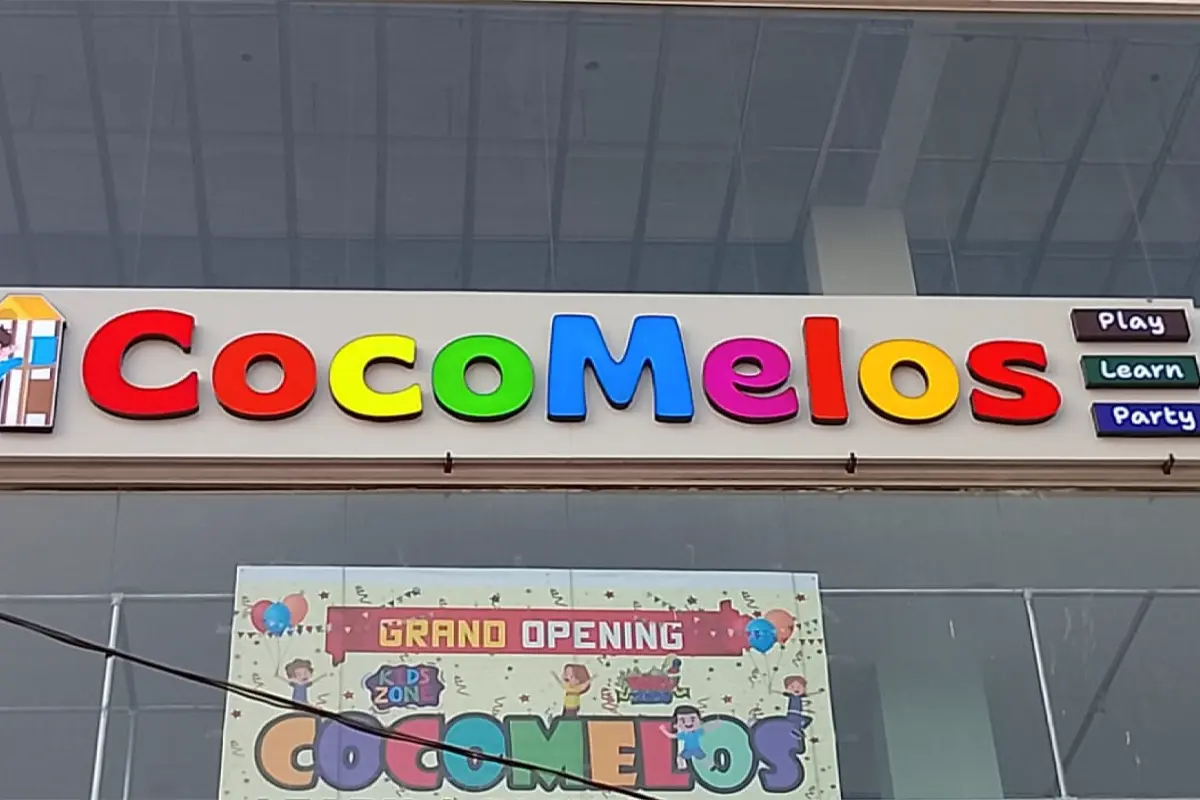 CocoMelos
Play
Learn
Party
GRAND OPENING
KIDS
ZONE
COCOMELOS